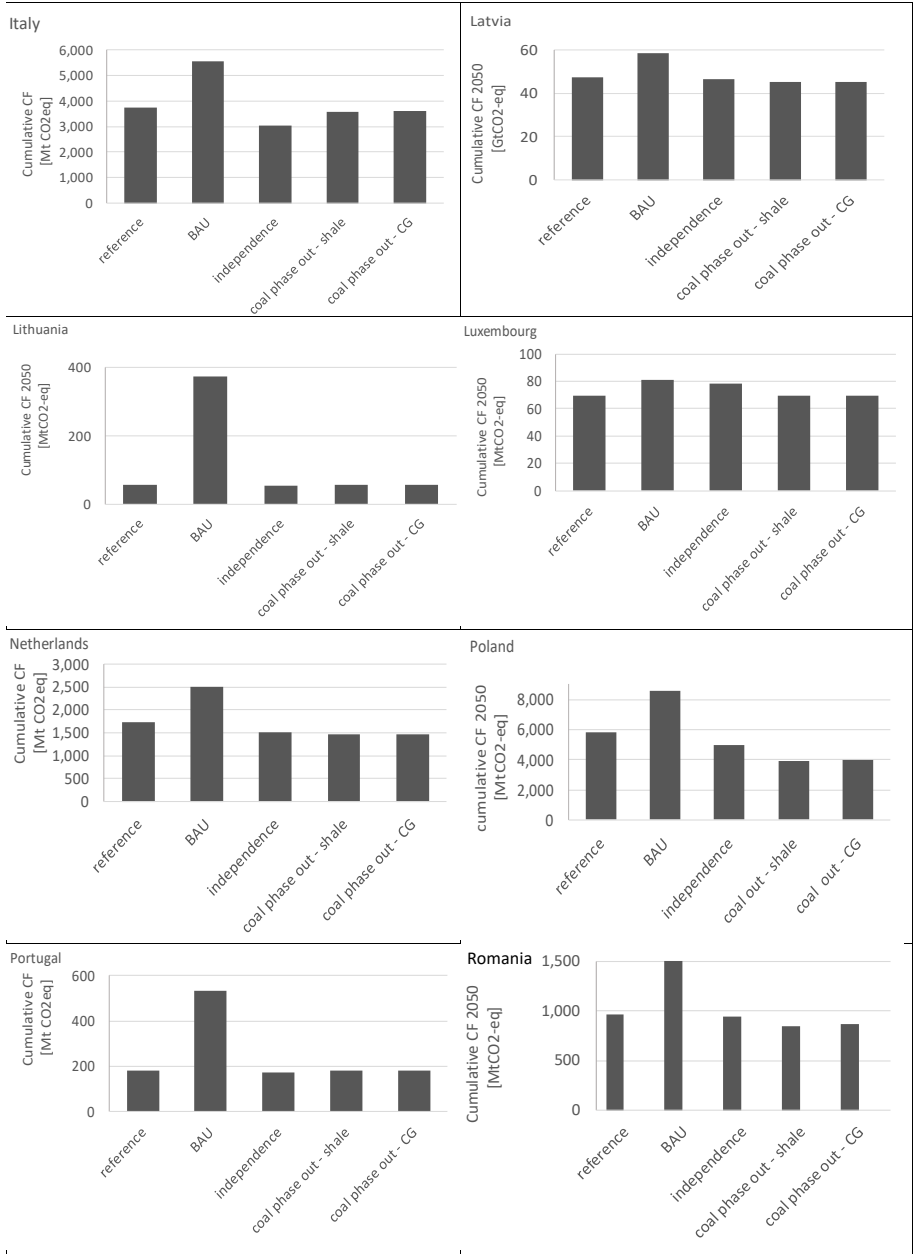 Italy
Cumulative CF
[Mt CO2eq]
6,000
5,000
4,000
3,000
2,000
1,000
0
reference
BAU
independence
coal phase out - shale
coal phase out - CG
Latvia
Cumulative CF 2050
[GtCO2-eq]
60
40
20
0
reference
BAU
independence
coal phase out - shale
coal phase out - CG
Lithuania
Cumulative CF 2050
[MtCO2-eq]
400
200
0
reference
BAU
independence
coal phase out - shale
coal phase out - CG
Luxembourg
Cumulative CF 2050
[MtCO2-eq]
100
80
60
40
20
0
reference
BAU
independence
coal phase out - shale
coal phase out - CG
Netherlands
Cumulative CF
[Mt CO2eq]
3,000
2,500
2,000
1,500
1,000
500
0
reference
BAU
independence
coal phase out - shale
coal phase out - CG
Poland
cumulative CF 2050
[MtCO2-eq]
8,000
6,000
4,000
2,000
0
reference
BAU
independence
coal out - shale
coal out - CG
Portugal
Cumulative CF
[Mt CO2eq]
600
400
200
0
reference
BAU
independence
coal phase out - shale
coal phase out - CG
Romania
Cumulative CF 2050
[MtCO2-eq]
1,500
1,000
500
0
reference
BAU
independence
coal phase out - shale
coal phase out - CG